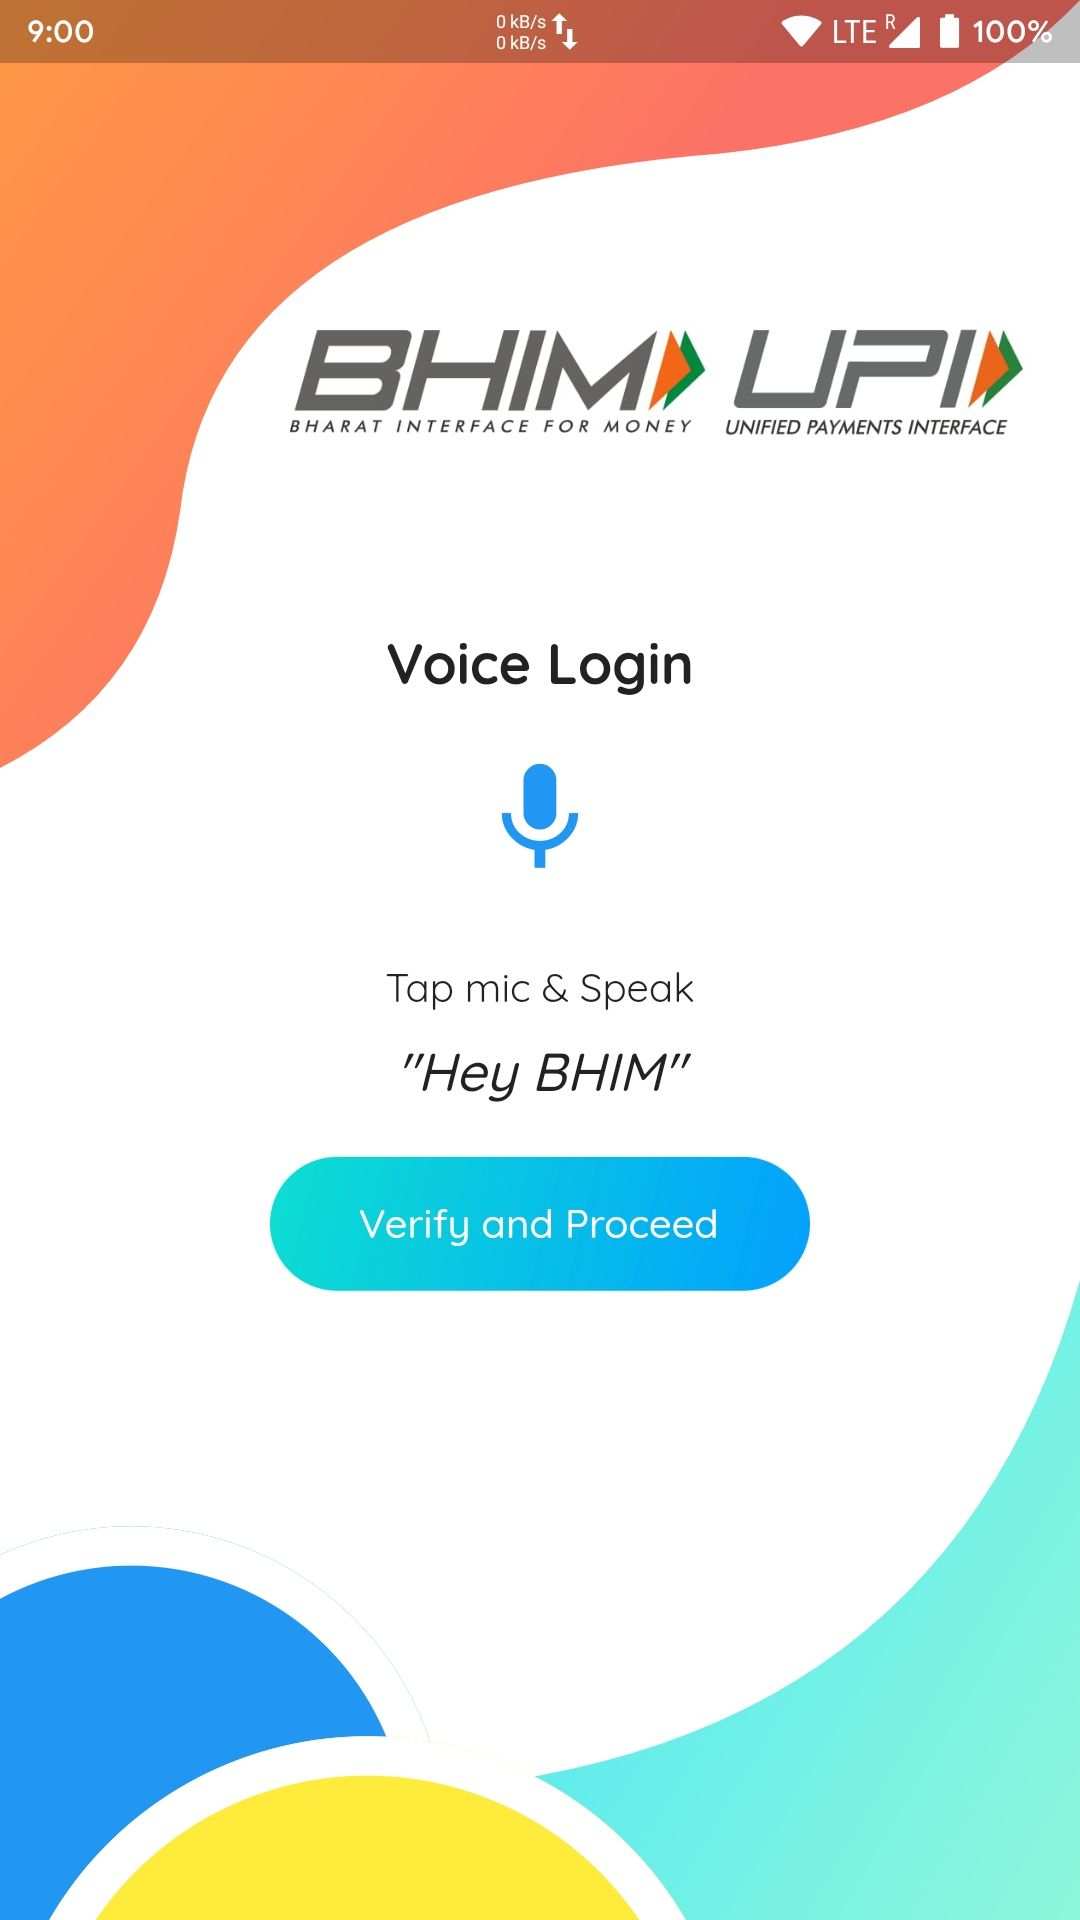 9:00
0 kB/s
0 kB/s
LTE R 100%
BHIM UPI
BHARAT INTERFACE FOR MONEY UNIFIED PAYMENTS INTERFACE
Voice Login
Tap mic & Speak
"Hey BHIM"
Verify and Proceed